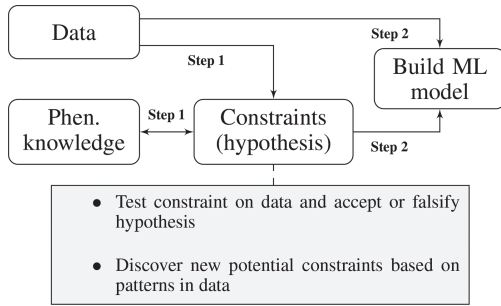 Data
Step 2
Step 1
Build ML
model
Phen.
knowledge
Step 1
Constraints
(hypothesis)
Step 2
● Test constraint on data and accept or falsify
hypothesis
● Discover new potential constraints based on
patterns in data